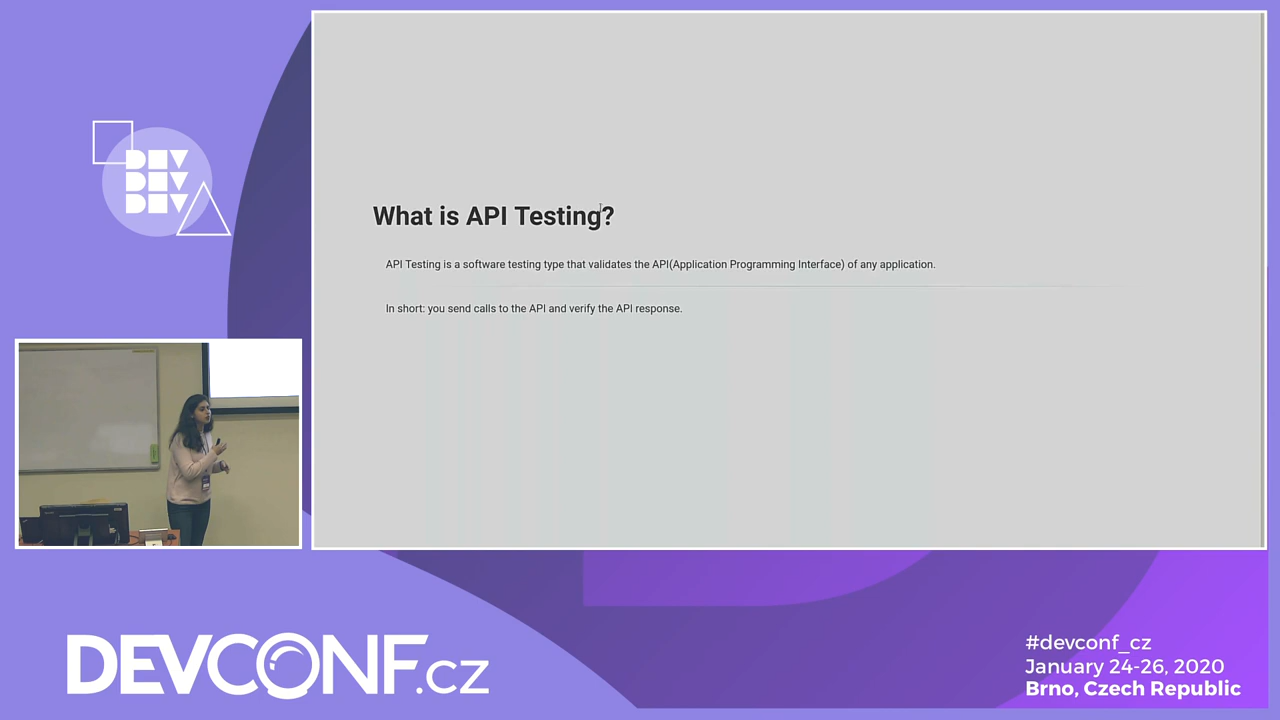 DEV
DEV
DEV
What is API Testing?
API Testing is a software testing type that validates the API(Application Programming Interface) of any application.
In short: you send calls to the API and verify the API response.
DEVCONF.cz
#devconf_cz
January 24-26, 2020
Brno, Czech Republic